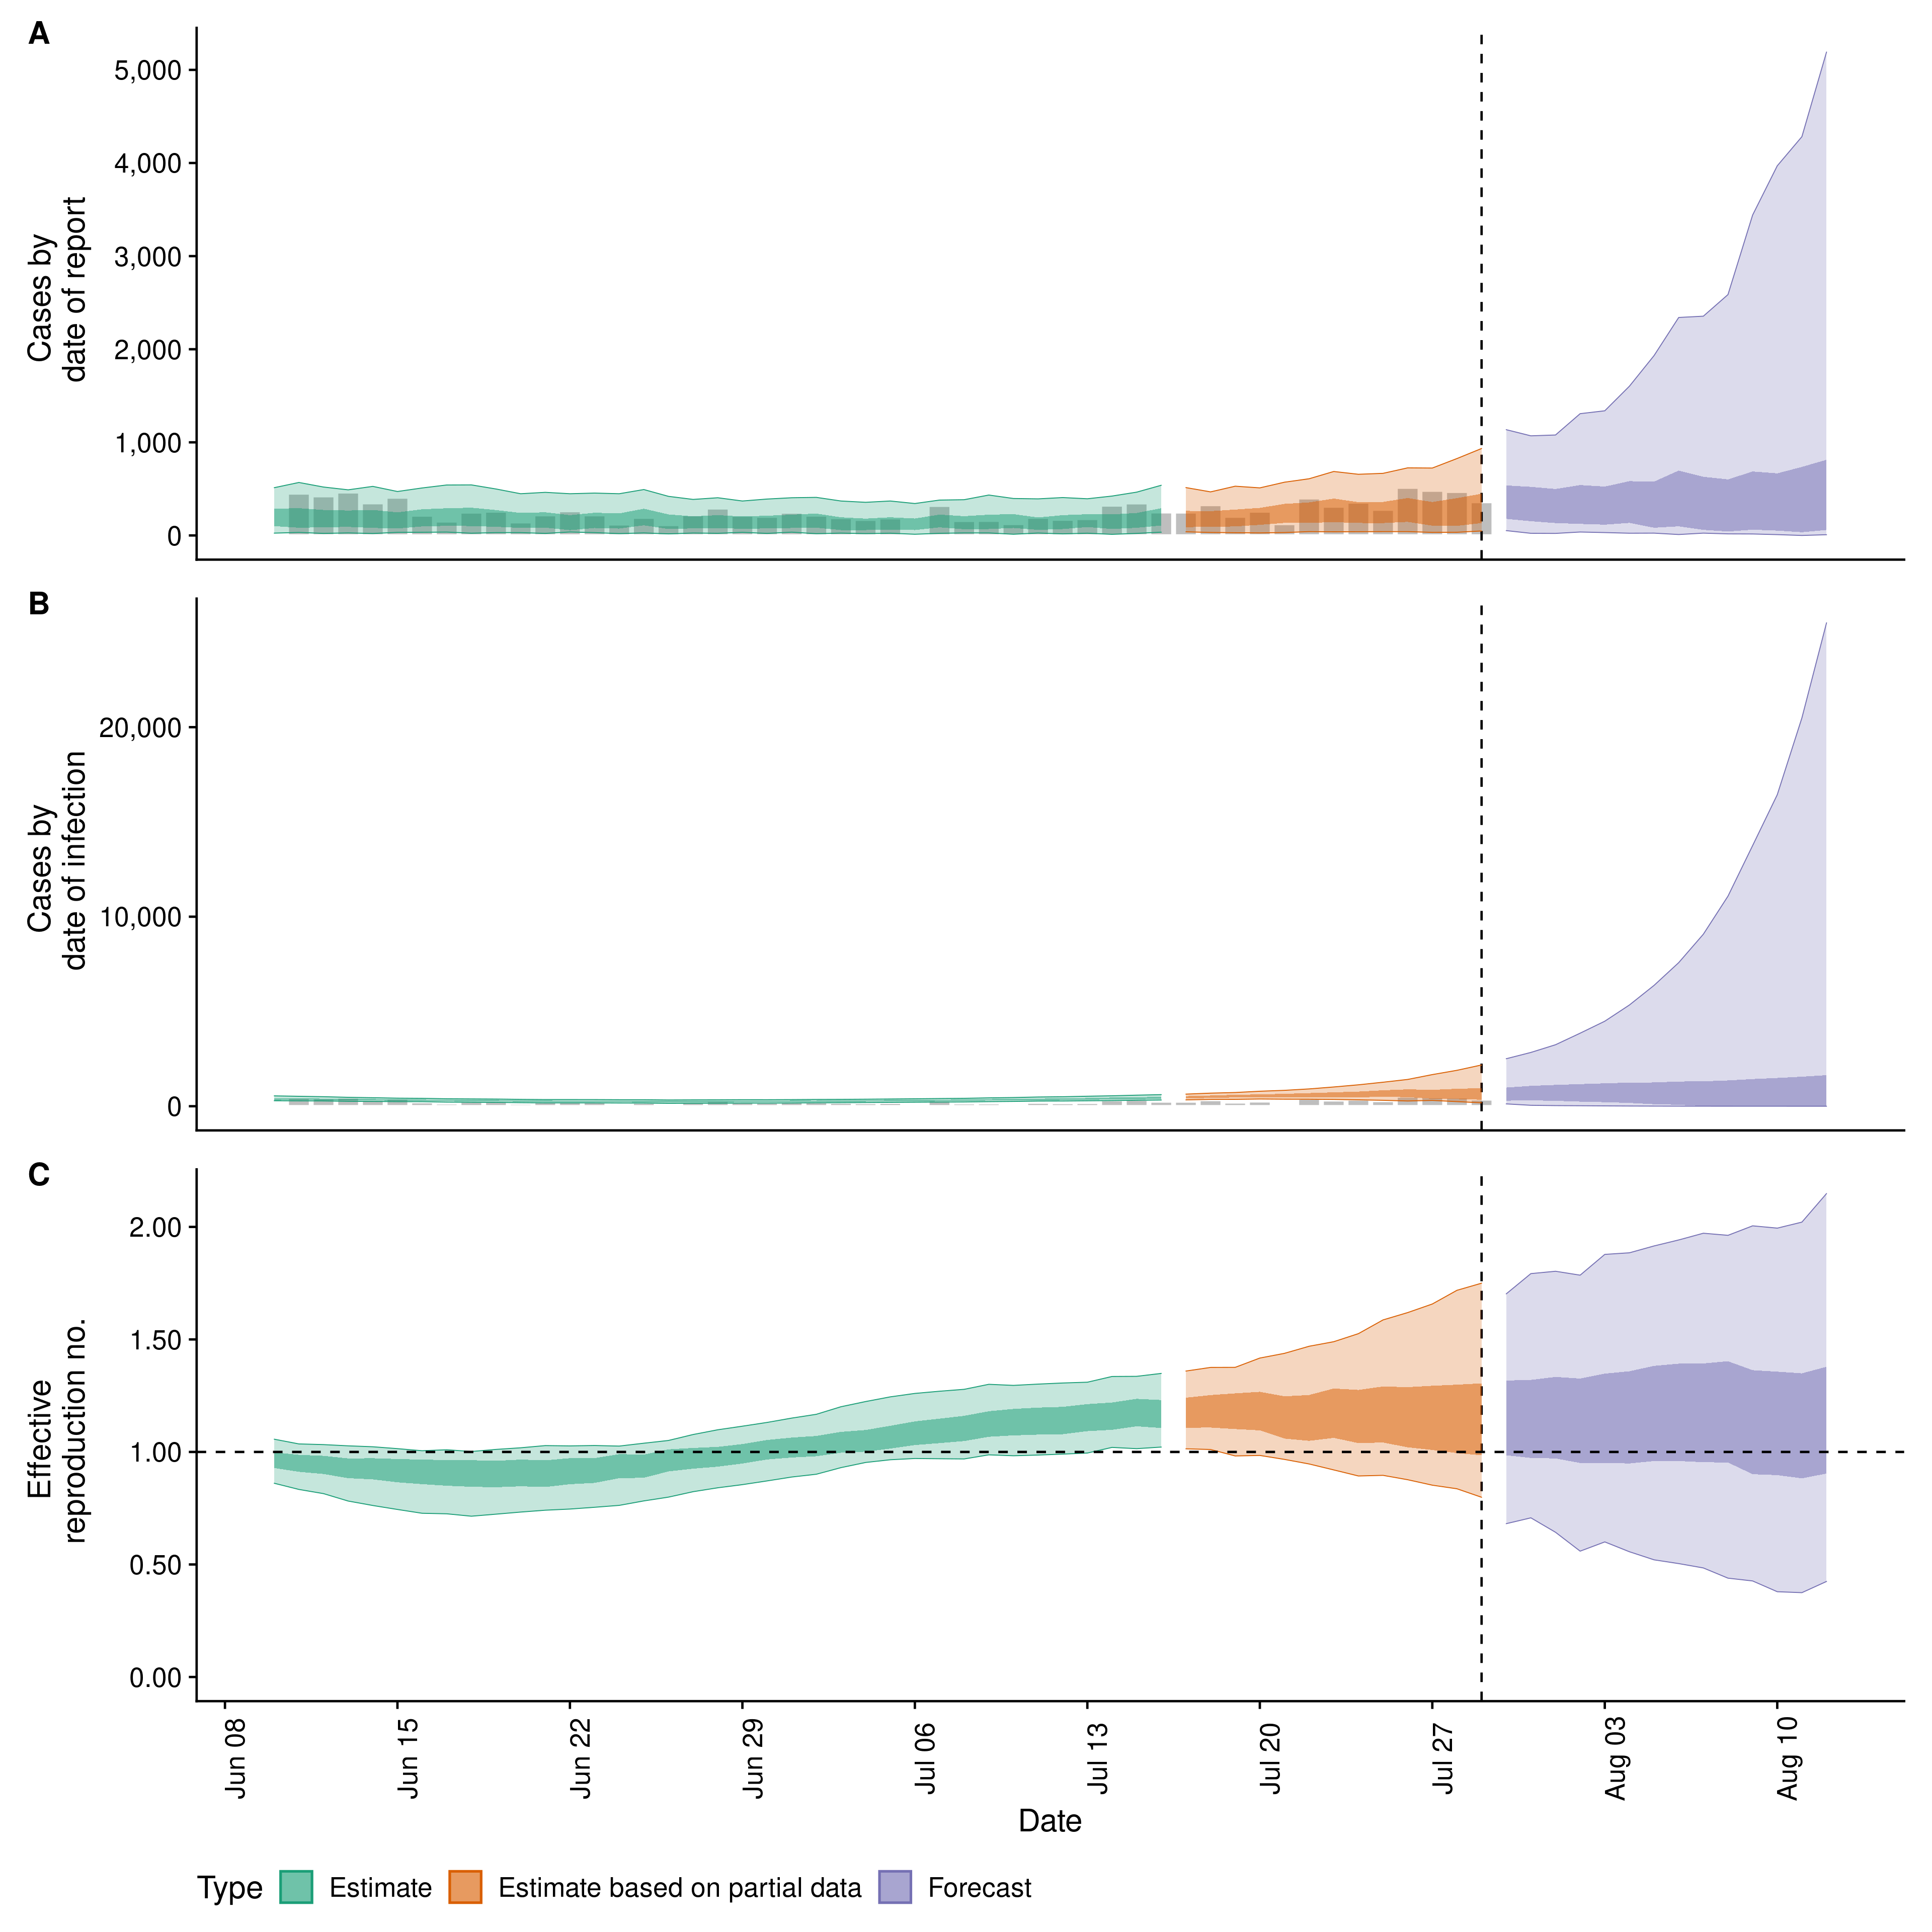 A
Cases by
date of report
5,000
4,000
3,000
2,000
1,000
0
B
Cases by
date of infection
20,000
10,000
0
C
Effective
reproduction no.
2.00
1.50
1.00
0.50
0.00
Jun 08
Jun 15
Jun 22
Jun 29
Jul 06
Jul 13
Jul 20
Jul 27
Aug 03
Aug 10
Date
Type Estimate Estimate based on partial data Forecast